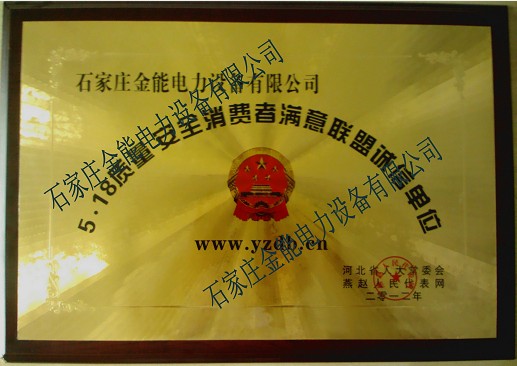 石家庄金能电力设备有限公司
5·18质量安全消费者满意联盟诚信单位
www.yzdb.cn
河北省人大常委会
燕赵人民代表网
二〇一二年
石家庄金能电力设备有限公司
石家庄金能电力设备有限公司